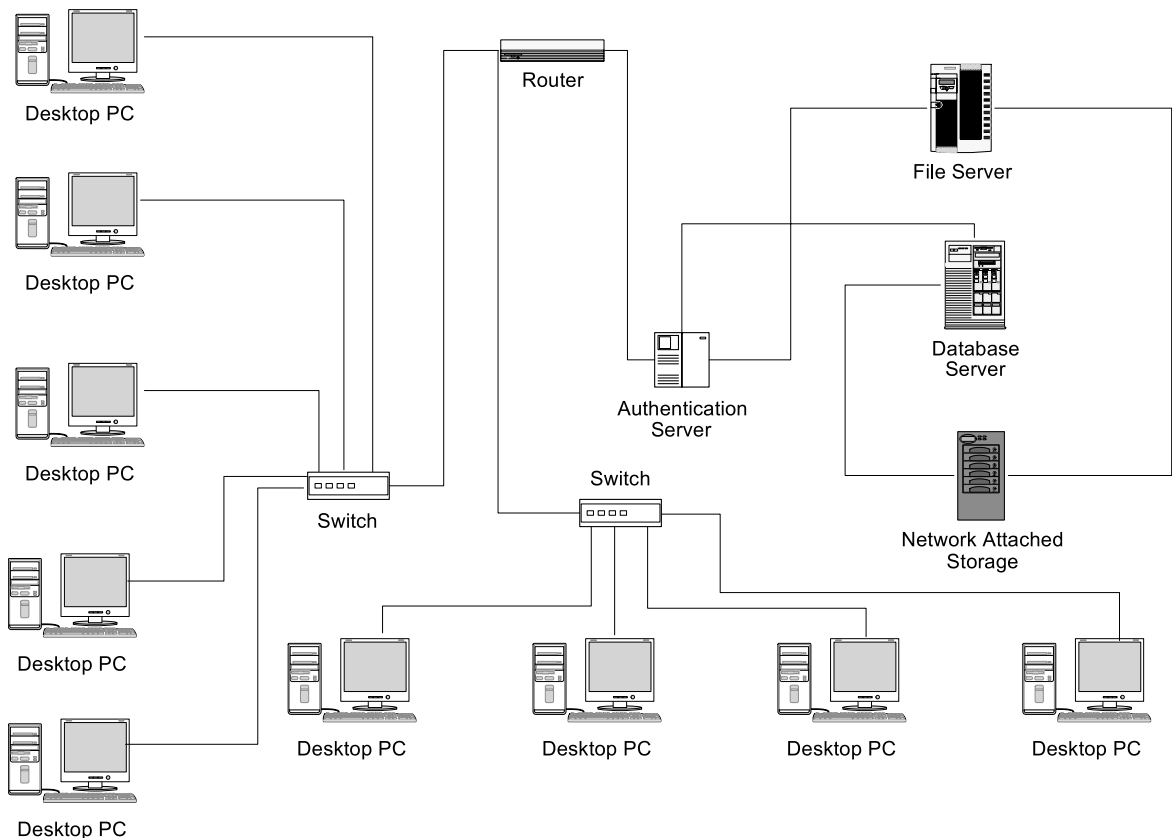 Desktop PC
Router
File Server
Desktop PC
Database
Server
Desktop PC
Authentication
Server
Switch
Switch
Network Attached
Storage
Desktop PC
Desktop PC
Desktop PC
Desktop PC
Desktop PC
Desktop PC